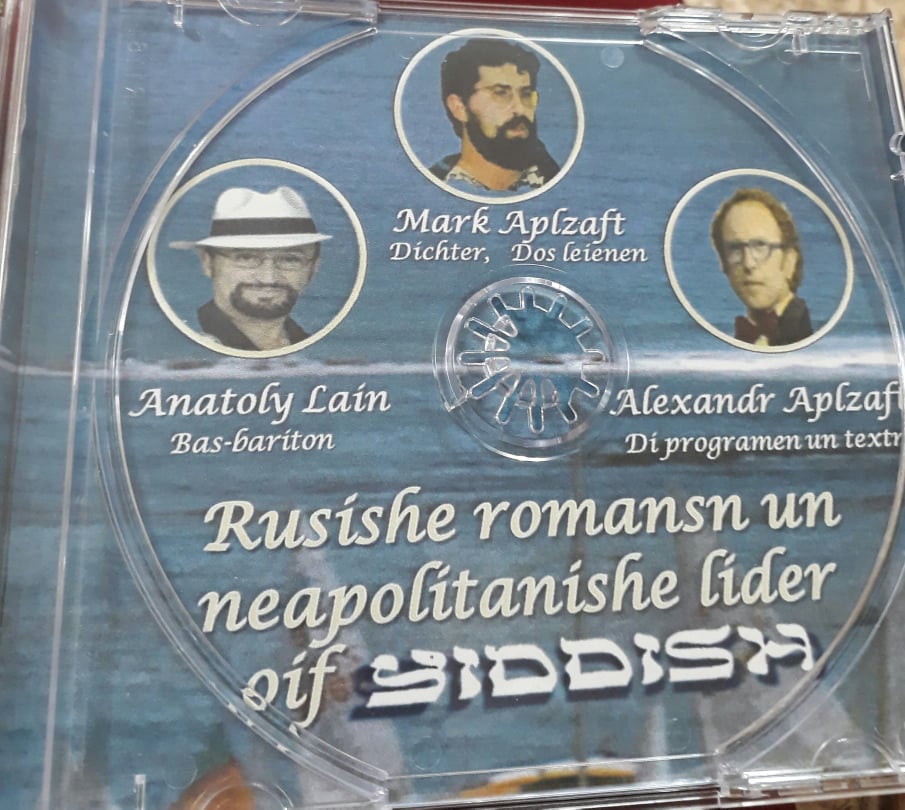 Mark Aplzaft
Dichter, Dos leienen
Anatoly Lain
Bas-bariton
Alexandr Aplzaft
Di programen un textn
Rusishe romansn un
neapolitanishe lider
oif YIDDISH